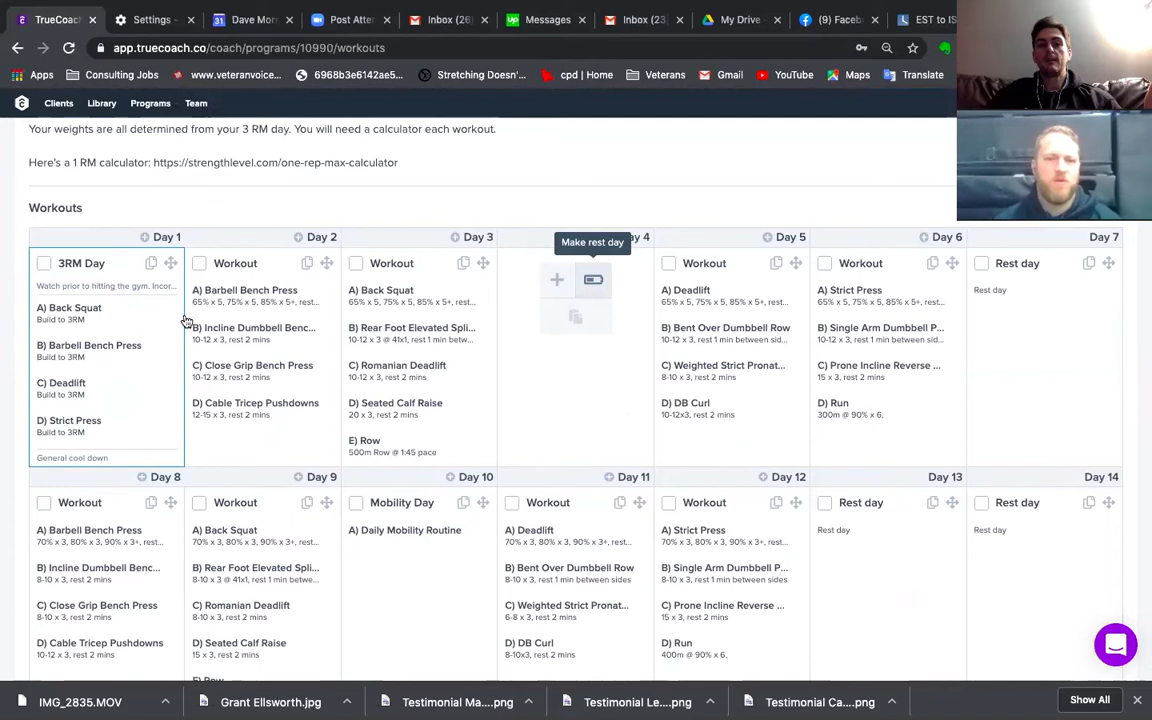 TrueCoach
Settings -
Dave Mor
Post Atte
Inbox (26
Messages
Inbox (23
My Drive
(9) Faceb
EST to IS
app.truecoach.co/coach/programs/10990/workouts
Apps
Consulting Jobs
www.veteranvoice...
6968b3e6142ae5...
Stretching Doesn'...
cpd | Home
Veterans
Gmail
YouTube
Maps
Translate
Clients
Library
Programs
Team
Your weights are all determined from your 3 RM day. You will need a calculator each workout.
Here's a 1 RM calculator: https://strengthlevel.com/one-rep-max-calculator
Workouts
Make rest day
Day 1
Day 2
Day 3
4
Day 5
Day 6
Day 7
3RM Day
Watch prior to hitting the gym. Incor...
A) Back Squat
Build to 3RM
B) Barbell Bench Press
Build to 3RM
C) Deadlift
Build to 3RM
D) Strict Press
Build to 3RM
General cool down
Workout
A) Barbell Bench Press
65% x 5, 75% x 5, 85% x 5+, rest...
B) Incline Dumbbell Benc...
10-12 x 3, rest 2 mins
C) Close Grip Bench Press
10-12 x 3, rest 2 mins
D) Cable Tricep Pushdowns
12-15 x 3, rest 2 mins
Workout
A) Back Squat
65% x 5, 75% x 5, 85% x 5+, rest...
B) Rear Foot Elevated Spli...
10-12 x 3 @ 41x1, rest 1 min betw...
C) Romanian Deadlift
10-12 x 3, rest 2 mins
D) Seated Calf Raise
20 x 3, rest 2 mins
E) Row
500m Row @ 1:45 pace
Workout
A) Deadlift
65% x 5, 75% x 5, 85% x 5+, rest...
B) Bent Over Dumbbell Row
10-12 x 3, rest 1 min between sid...
C) Weighted Strict Pronat...
8-10 x 3, rest 2 mins
D) DB Curl
10-12x3, rest 2 mins
Workout
A) Strict Press
65% x 5, 75% x 5, 85% x 5+, rest...
B) Single Arm Dumbbell P...
10-12 x 3, rest 1 min between sides
C) Prone Incline Reverse ...
15 x 3, rest 2 mins
D) Run
300m @ 90% x 6,
Rest day
Rest day
Day 8
Day 9
Day 10
Day 11
Day 12
Day 13
Day 14
Workout
A) Barbell Bench Press
70% x 3, 80% x 3, 90% x 3+, rest...
B) Incline Dumbbell Benc...
8-10 x 3, rest 2 mins
C) Close Grip Bench Press
8-10 x 3, rest 2 mins
D) Cable Tricep Pushdowns
10-12 x 3, rest 2 mins
Workout
A) Back Squat
70% x 3, 80% x 3, 90% x 3+, rest...
B) Rear Foot Elevated Spli...
8-10 x 3 @ 41x1, rest 1 min betwe...
C) Romanian Deadlift
8-10 x 3, rest 2 mins
D) Seated Calf Raise
15 x 3, rest 2 mins
Mobility Day
A) Daily Mobility Routine
Workout
A) Deadlift
70% x 3, 80% x 3, 90% x 3+, rest...
B) Bent Over Dumbbell Row
8-10 x 3, rest 1 min between sides
C) Weighted Strict Pronat...
6-8 x 3, rest 2 mins
D) DB Curl
8-10x3, rest 2 mins
Workout
A) Strict Press
70% x 3, 80% x 3, 90% x 3+, rest...
B) Single Arm Dumbbell P...
8-10 x 3, rest 1 min between sides
C) Prone Incline Reverse ...
15 x 3, rest 2 mins
D) Run
400m @ 90% x 6,
Rest day
Rest day
Rest day
Rest day
IMG_2835.MOV
Grant Ellsworth.jpg
Testimonial Ma....png
Testimonial Le....png
Testimonial Ca....png
Show All